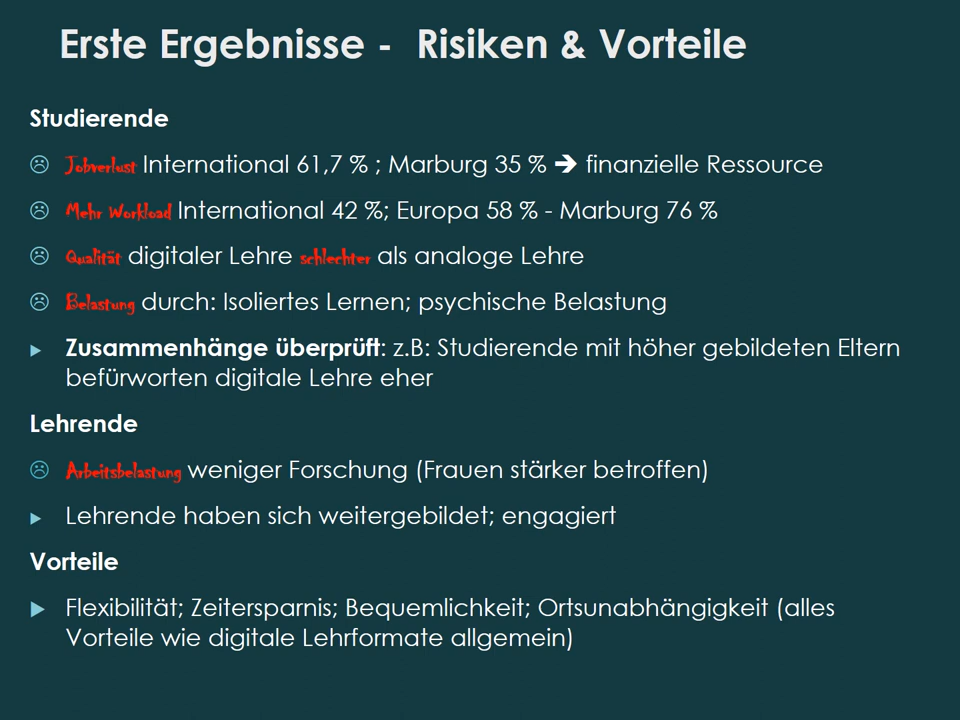 Erste Ergebnisse - Risiken & Vorteile
Studierende
☹ Jobverlust International 61,7 % ; Marburg 35 % ➔ finanzielle Ressource
☹ Mehr Workload International 42 %; Europa 58 % - Marburg 76 %
☹ Qualität digitaler Lehre schlechter als analoge Lehre
☹ Belastung durch: Isoliertes Lernen; psychische Belastung
▶ Zusammenhänge überprüft: z.B: Studierende mit höher gebildeten Eltern
befürworten digitale Lehre eher
Lehrende
☹ Arbeitsbelastung weniger Forschung (Frauen stärker betroffen)
▶ Lehrende haben sich weitergebildet; engagiert
Vorteile
▶ Flexibilität; Zeitersparnis; Bequemlichkeit; Ortsunabhängigkeit (alles
Vorteile wie digitale Lehrformate allgemein)